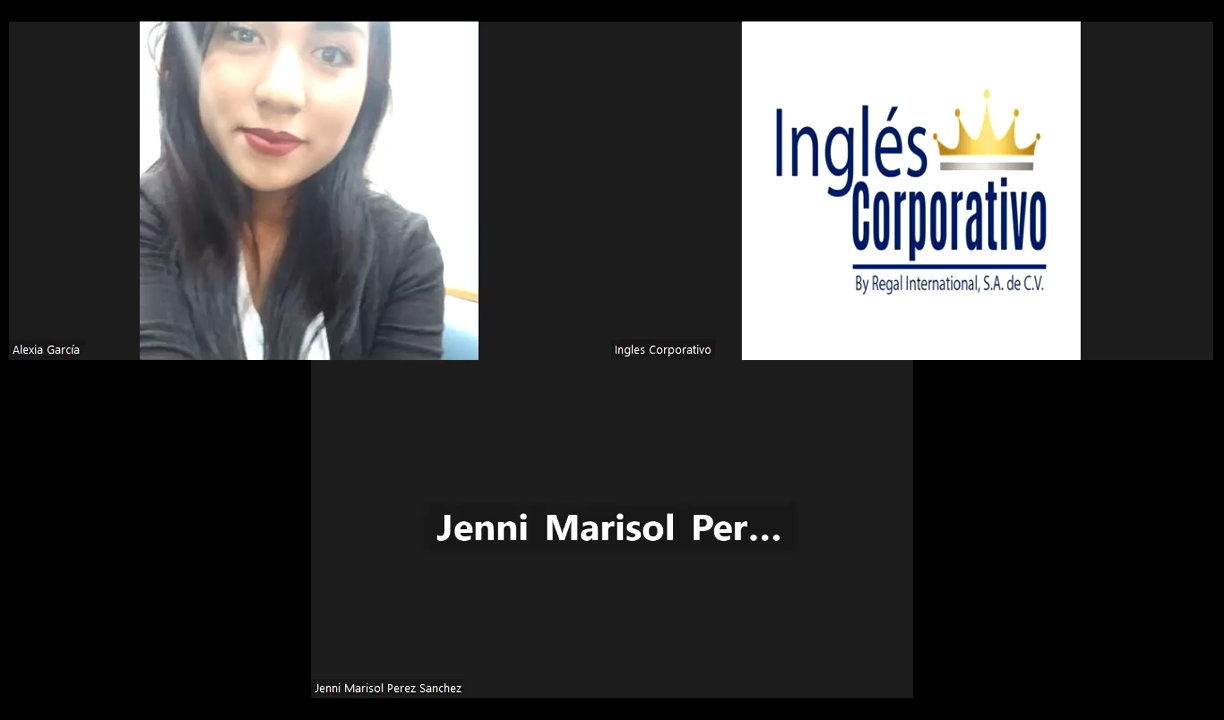 Inglés
Corporativo
By Regal International, S.A. de C.V.
Alexia García
Ingles Corporativo
Jenni Marisol Per...
Jenni Marisol Perez Sanchez